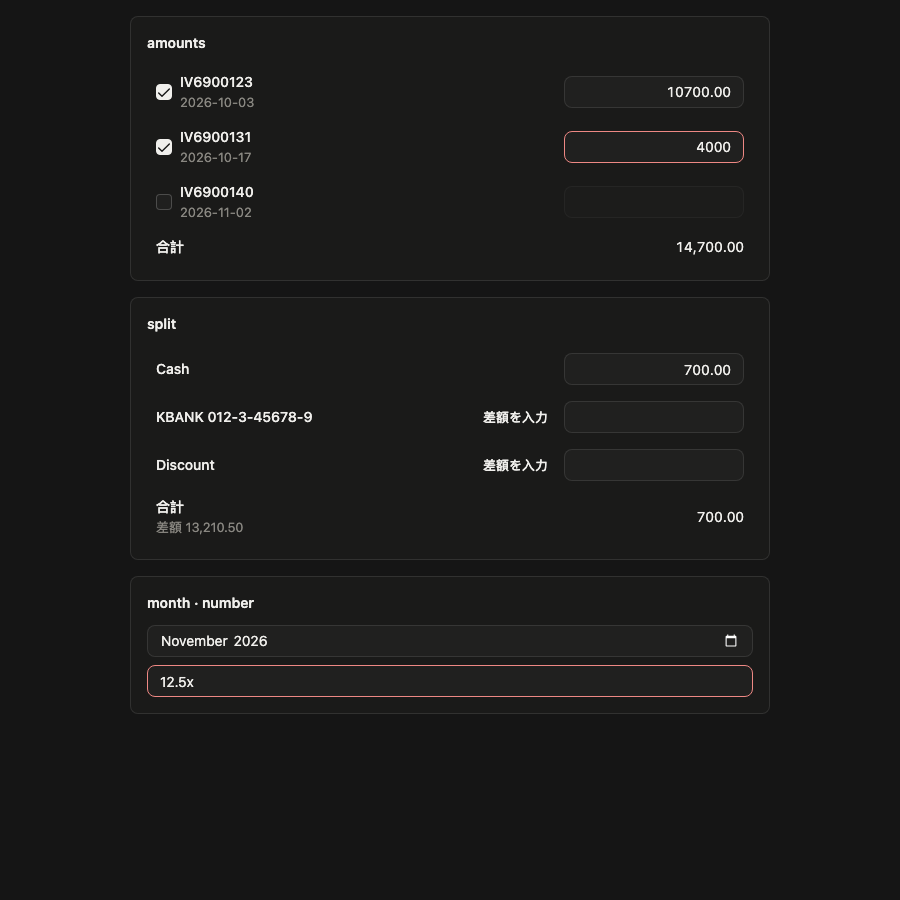 amounts
IV6900123
2026-10-03
10700.00
IV6900131
2026-10-17
4000
IV6900140
2026-11-02
合計
14,700.00
split
Cash
700.00
KBANK 012-3-45678-9
差額を入力
Discount
差額を入力
合計
差額 13,210.50
700.00
month · number
November 2026
12.5x